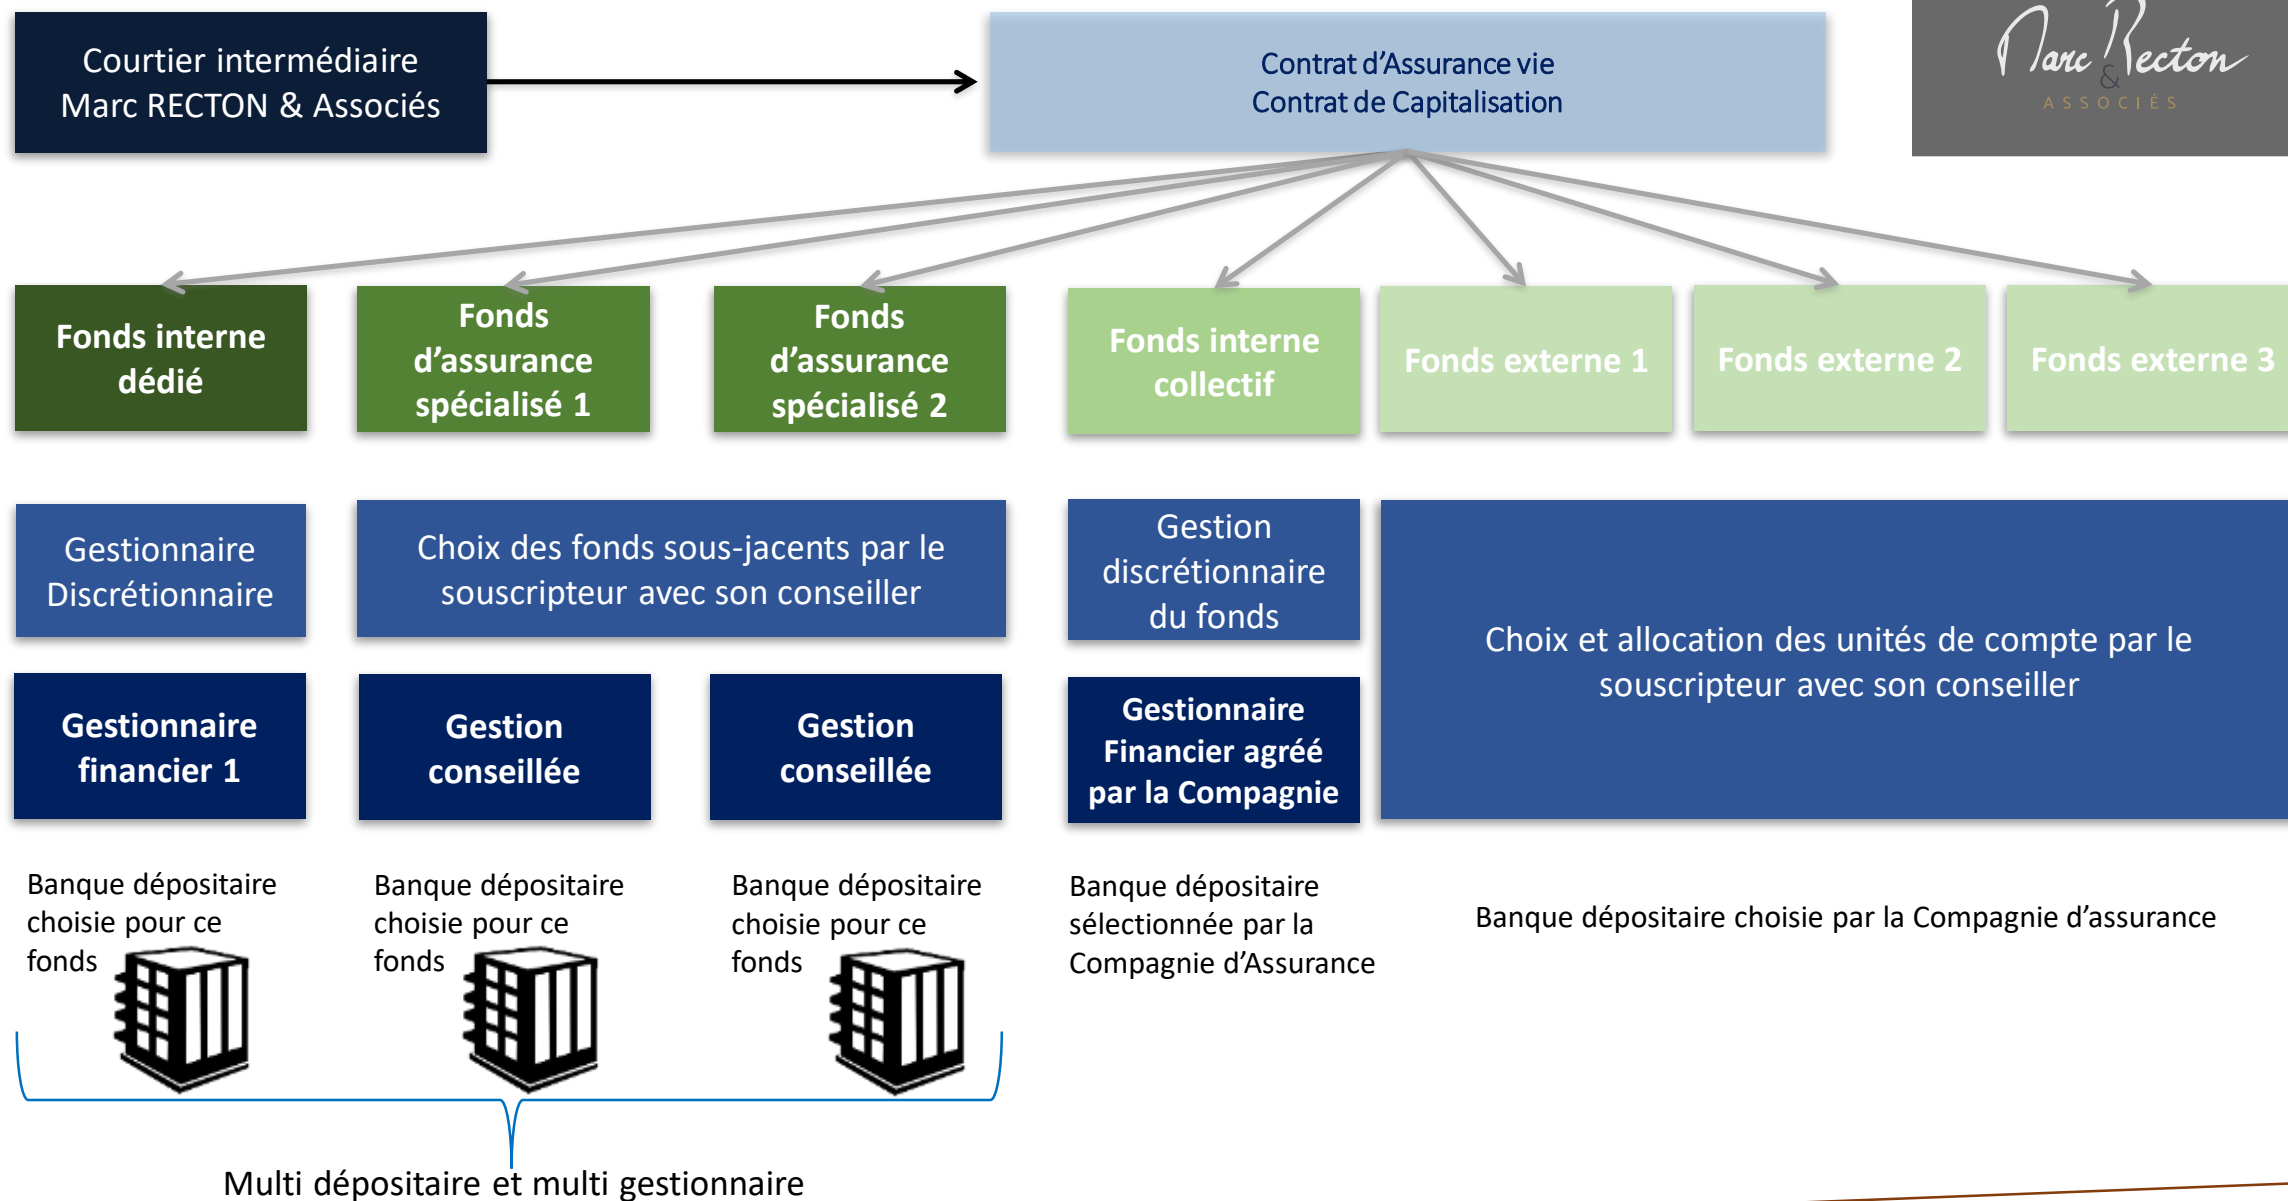 Courtier intermédiaire
Marc RECTON & Associés
Contrat d'Assurance vie
Contrat de Capitalisation
Marc Recton
&
ASSOCIÉS
Fonds interne
dédié
Fonds
d'assurance
spécialisé 1
Fonds
d'assurance
spécialisé 2
Fonds interne
collectif
Fonds externe 1
Fonds externe 2
Fonds externe 3
Gestionnaire
Discrétionnaire
Choix des fonds sous-jacents par le
souscripteur avec son conseiller
Gestion
discrétionnaire
du fonds
Choix et allocation des unités de compte par le
souscripteur avec son conseiller
Gestionnaire
financier 1
Gestion
conseillée
Gestion
conseillée
Gestionnaire
Financier agréé
par la Compagnie
Banque dépositaire
choisie pour ce
fonds
Banque dépositaire
choisie pour ce
fonds
Banque dépositaire
choisie pour ce
fonds
Banque dépositaire
sélectionnée par la
Compagnie d'Assurance
Banque dépositaire choisie par la Compagnie d'assurance
Multi dépositaire et multi gestionnaire